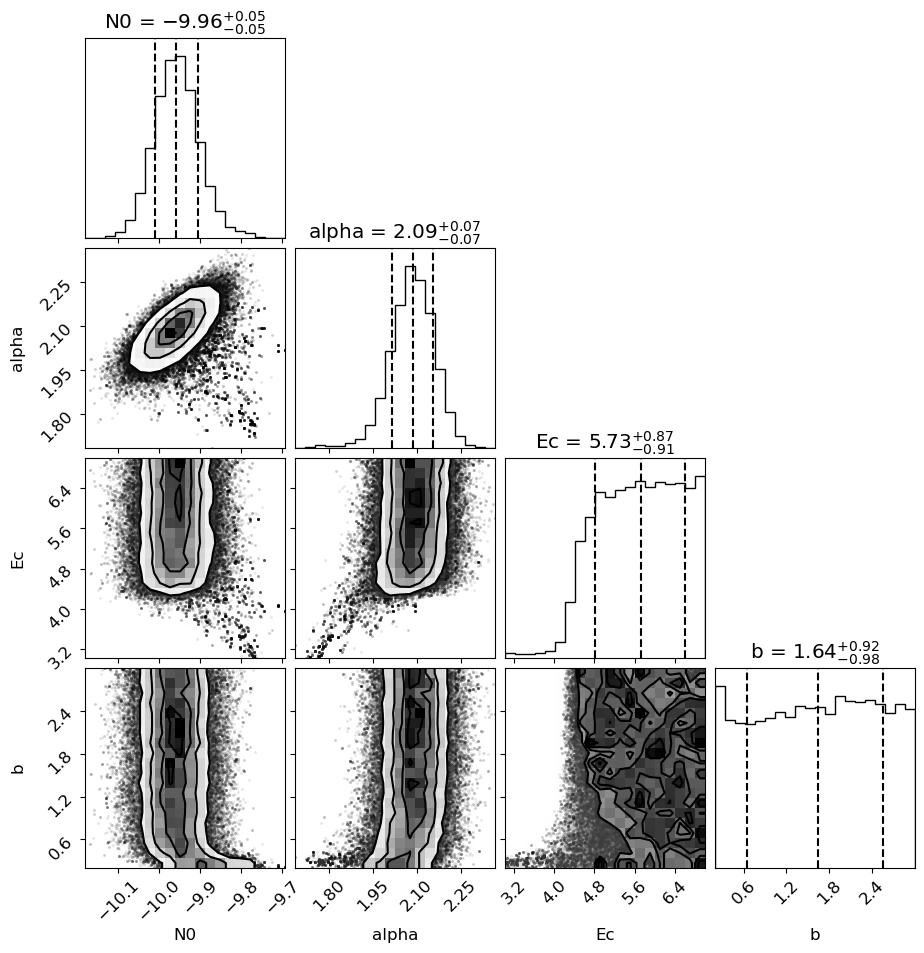 N0 = −9.96+0.05−0.05
alpha = 2.09+0.07−0.07
2.25
2.10
1.95
1.80
alpha
Ec = 5.73+0.87−0.91
6.4
5.6
4.8
4.0
3.2
Ec
b = 1.64+0.92−0.98
2.4
1.8
1.2
0.6
b
−10.1 −10.0 −9.9 −9.8 −9.7 1.80 1.95 2.10 2.25 3.2 4.0 4.8 5.6 6.4 0.6 1.2 1.8 2.4
N0 alpha Ec b